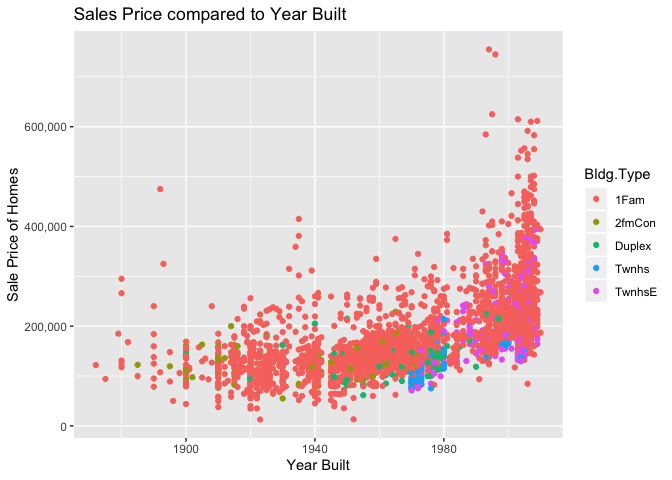 Sales Price compared to Year Built
Sale Price of Homes
600,000
400,000
200,000
0
1900
1940
1980
Year Built
Bldg.Type
1Fam
2fmCon
Duplex
Twnhs
TwnhsE